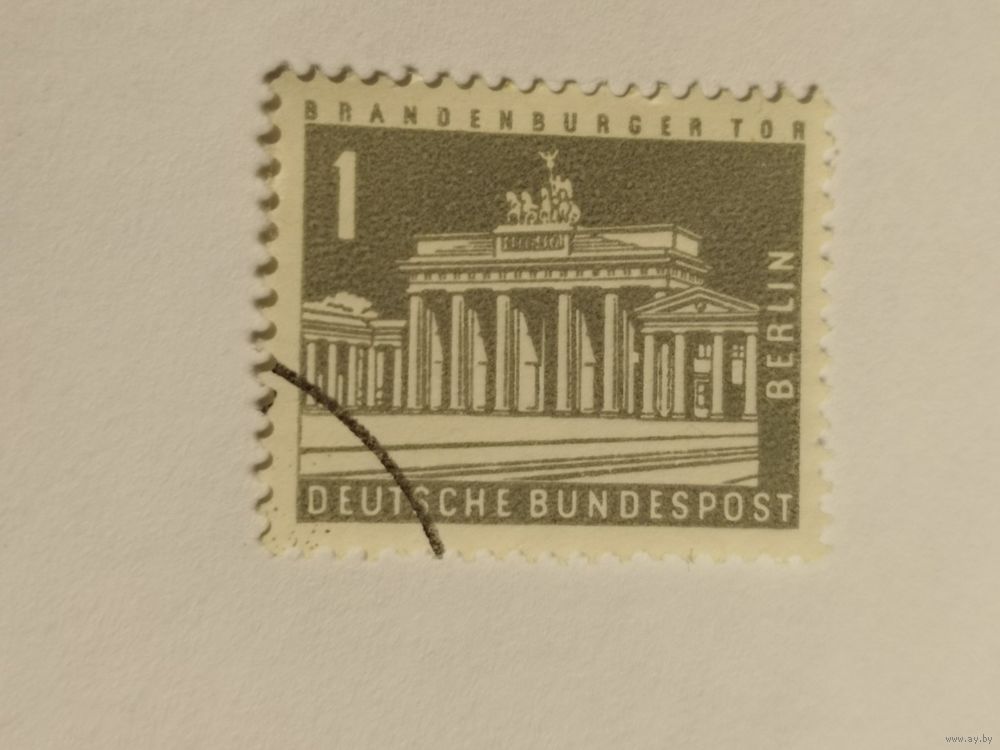 BRANDENBURGER TOR
1
BERLIN
DEUTSCHE BUNDESPOST
www.ay.by